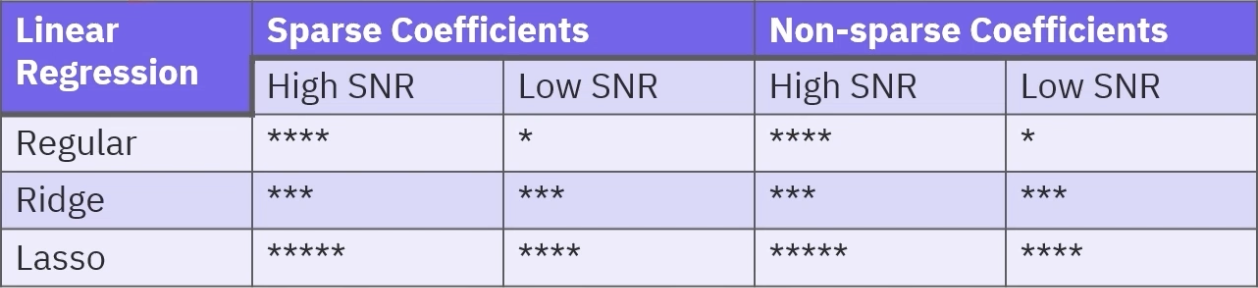 Linear Regression | Sparse Coefficients | Non-sparse Coefficients
High SNR | Low SNR | High SNR | Low SNR
Regular | **** | * | **** | *
Ridge | *** | *** | *** | ***
Lasso | ***** | **** | ***** | ****